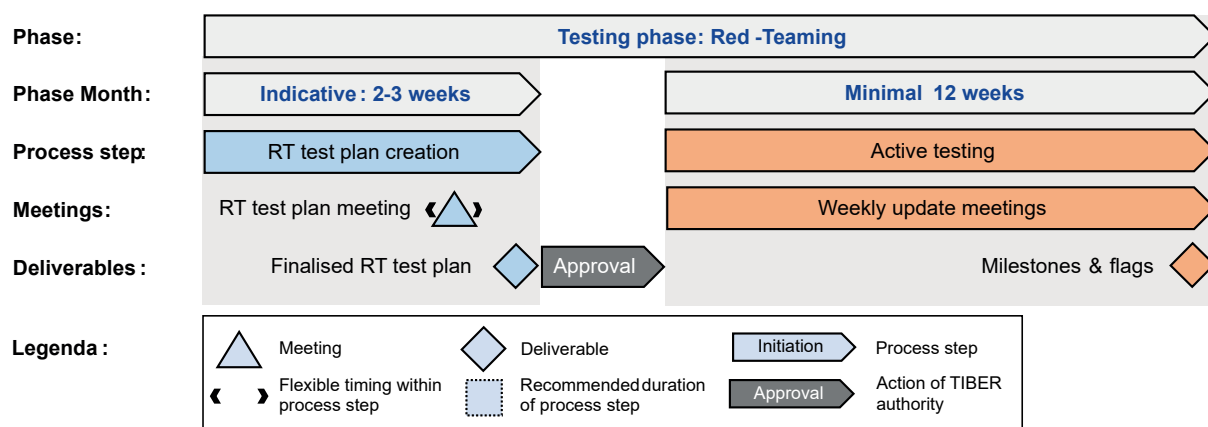 Phase:
Testing phase: Red -Teaming
Phase Month:
Indicative: 2-3 weeks
Minimal 12 weeks
Process step:
RT test plan creation
Active testing
Meetings:
RT test plan meeting
Weekly update meetings
Deliverables:
Finalised RT test plan
Approval
Milestones & flags
Legenda:
Meeting
Deliverable
Initiation
Process step
Flexible timing within
process step
Recommended duration
of process step
Approval
Action of TIBER
authority